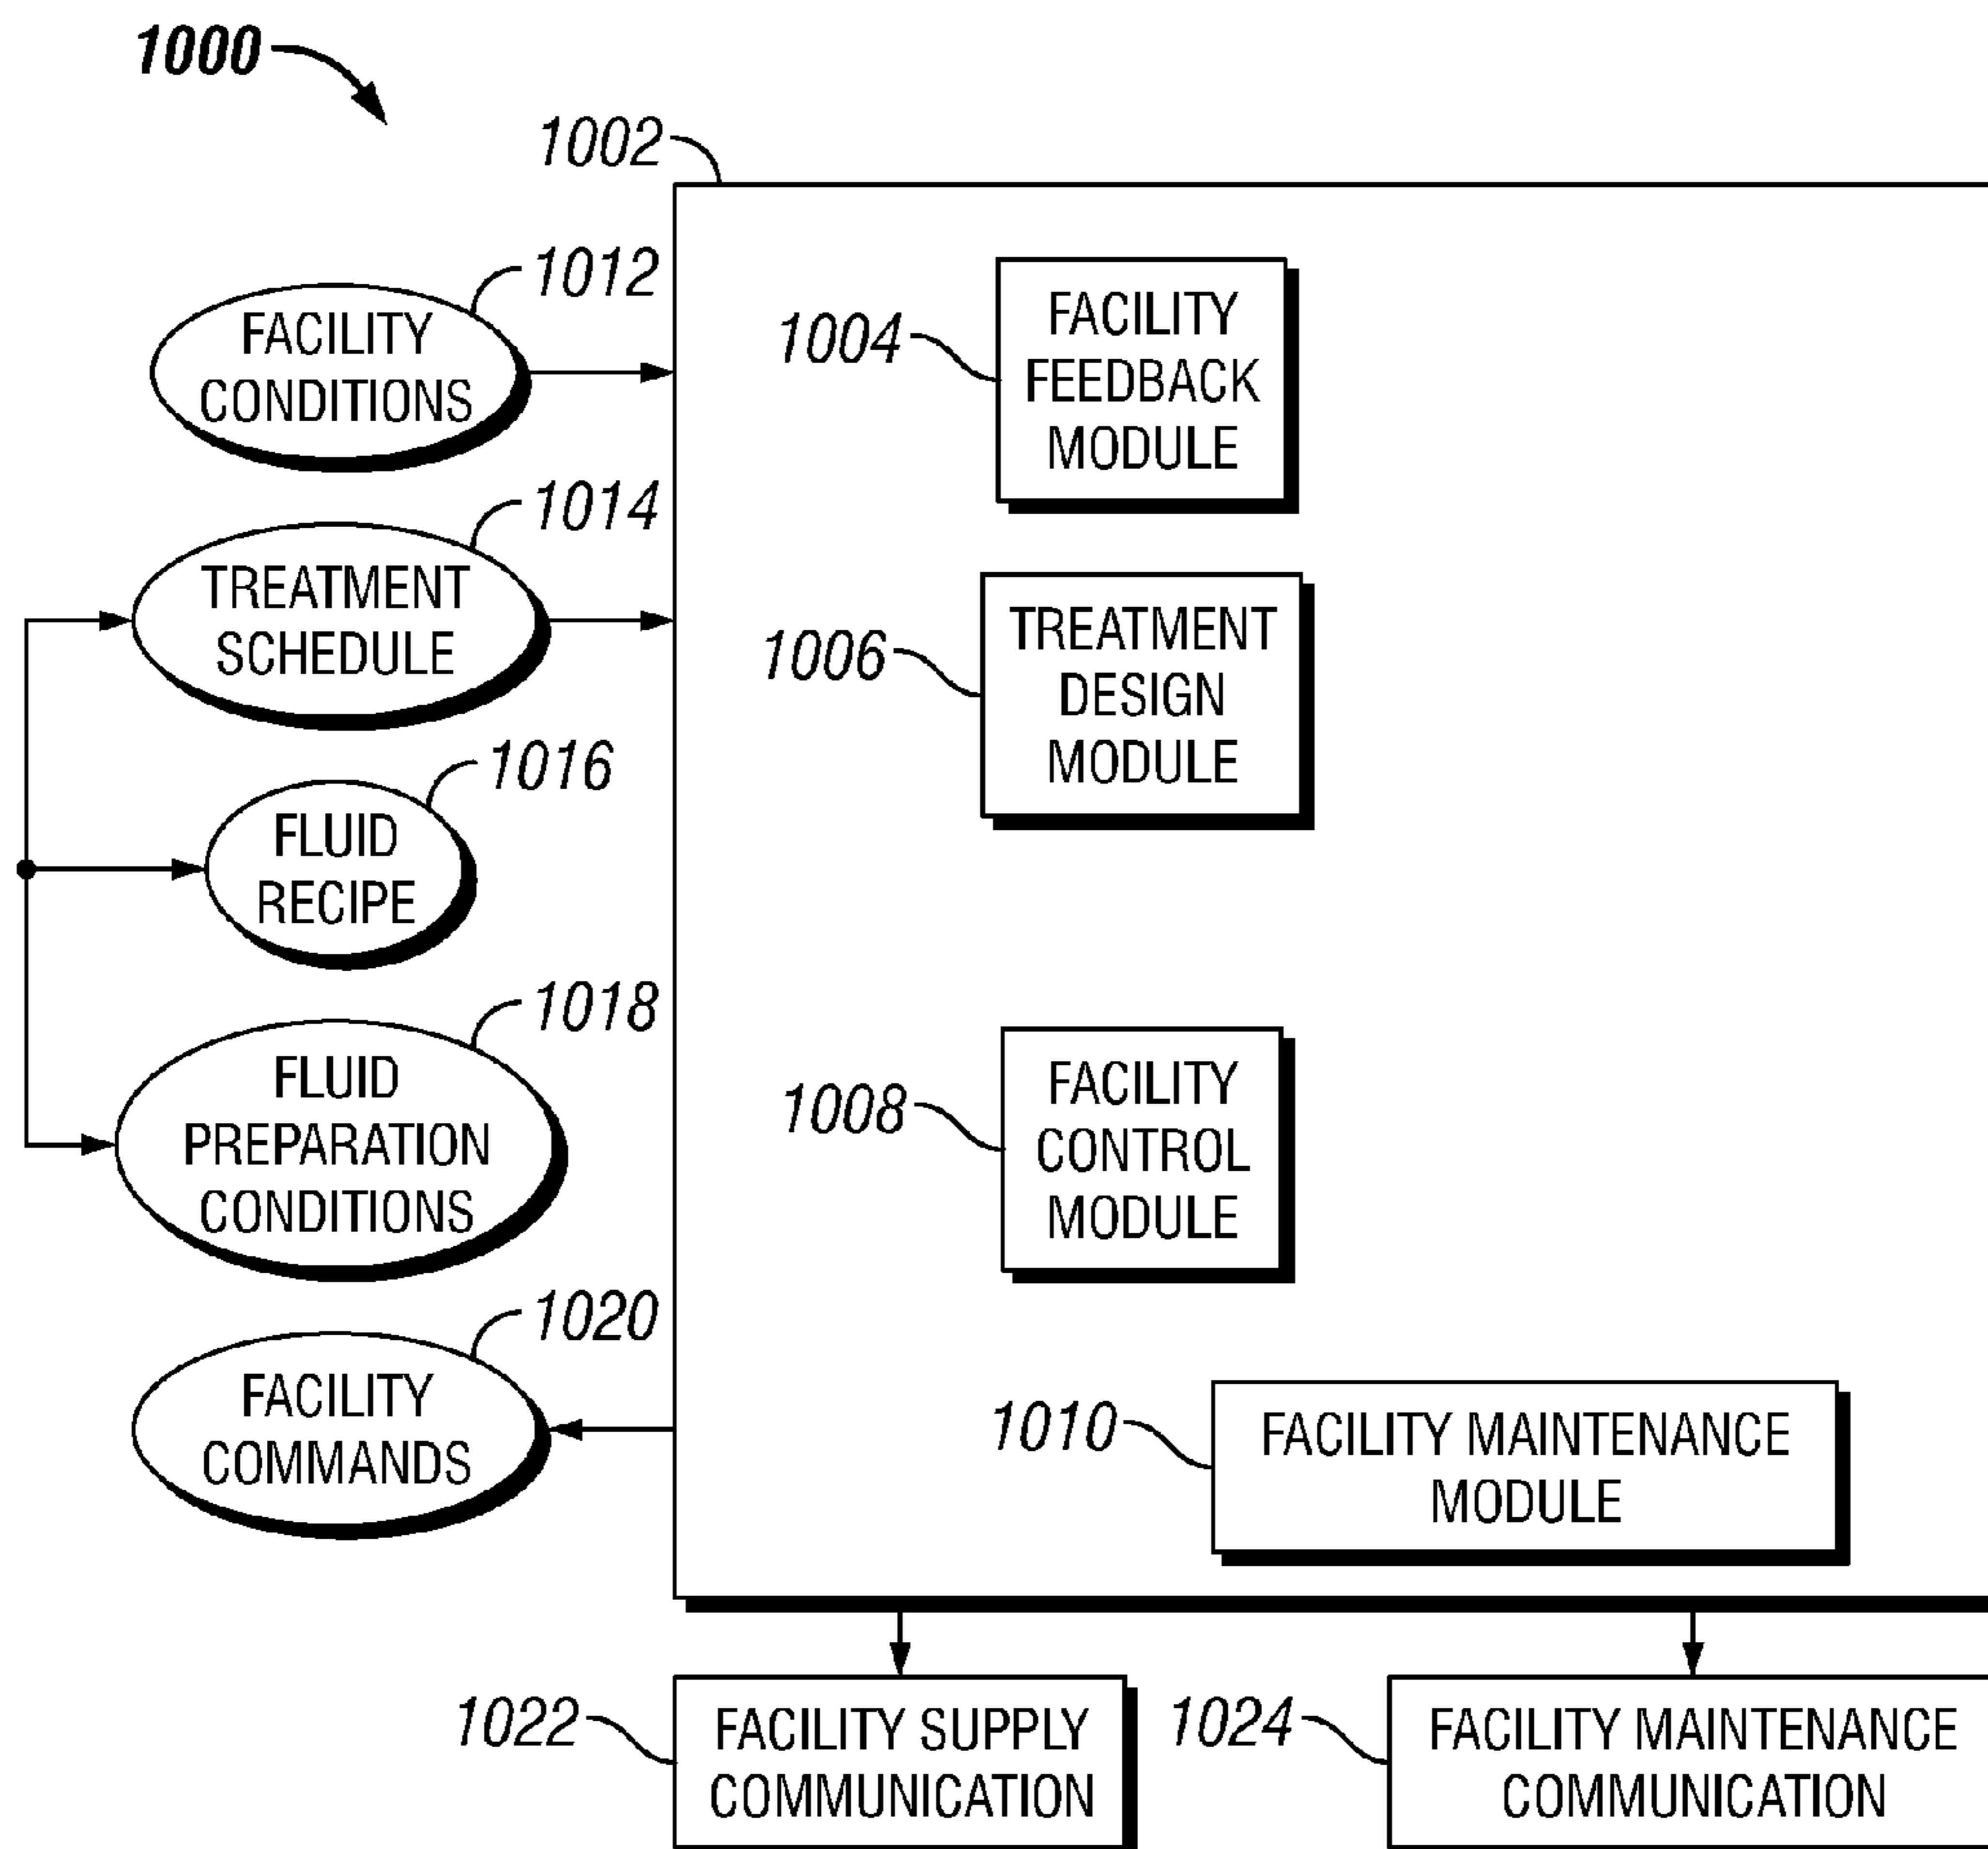 1000
1002
1012
FACILITY
CONDITIONS
1004
FACILITY
FEEDBACK
MODULE
1014
TREATMENT
SCHEDULE
1006
TREATMENT
DESIGN
MODULE
1016
FLUID
RECIPE
1018
FLUID
PREPARATION
CONDITIONS
1008
FACILITY
CONTROL
MODULE
1020
FACILITY
COMMANDS
1010
FACILITY MAINTENANCE
MODULE
1022
FACILITY SUPPLY
COMMUNICATION
1024
FACILITY MAINTENANCE
COMMUNICATION